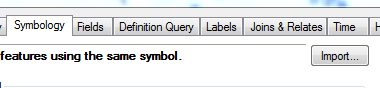 Symbology Fields Definition Query Labels Joins & Relates Time
features using the same symbol. Import...